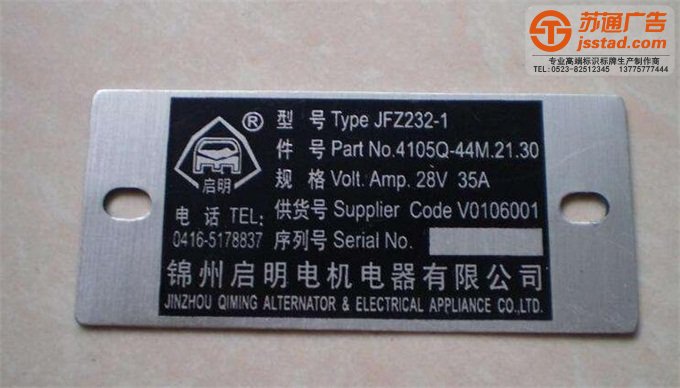 苏通广告
jsstad.com
专业高端标识标牌生产制作商
TEL:0523-82512345 13775777444
启明
®
型 号 Type JFZ232-1
件 号 Part No.4105Q-44M.21.30
规 格 Volt. Amp. 28V 35A
电 话 TEL:
0416-5178837
供货号 Supplier Code V0106001
序列号 Serial No.
锦州启明电机电器有限公司
JINZHOU QIMING ALTERNATOR & ELECTRICAL APPLIANCE CO.,LTD.